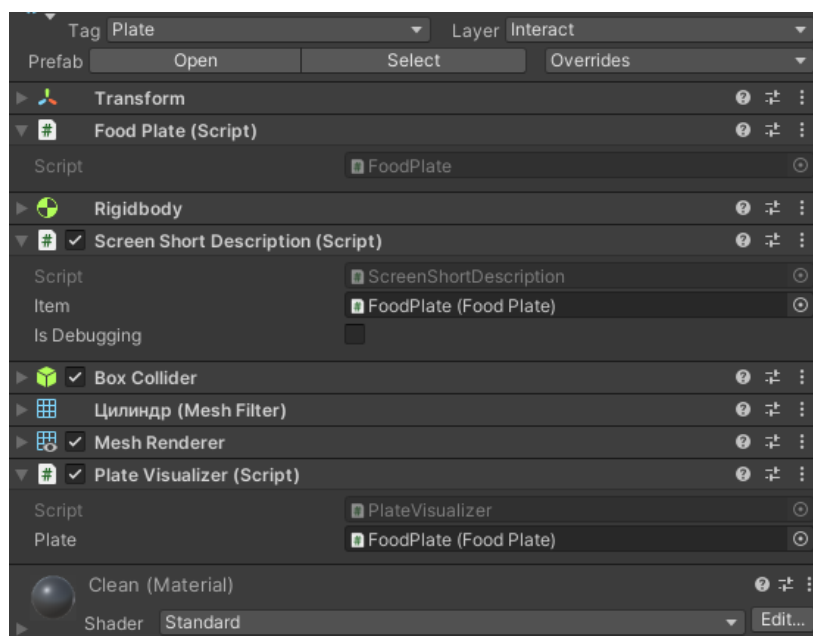 Tag Plate Layer Interact
Prefab Open Select Overrides
Transform
# Food Plate (Script)
Script # FoodPlate
Rigidbody
# Screen Short Description (Script)
Script # ScreenShortDescription
Item # FoodPlate (Food Plate)
Is Debugging
Box Collider
Цилиндр (Mesh Filter)
Mesh Renderer
# Plate Visualizer (Script)
Script # PlateVisualizer
Plate # FoodPlate (Food Plate)
Clean (Material)
Shader Standard Edit...